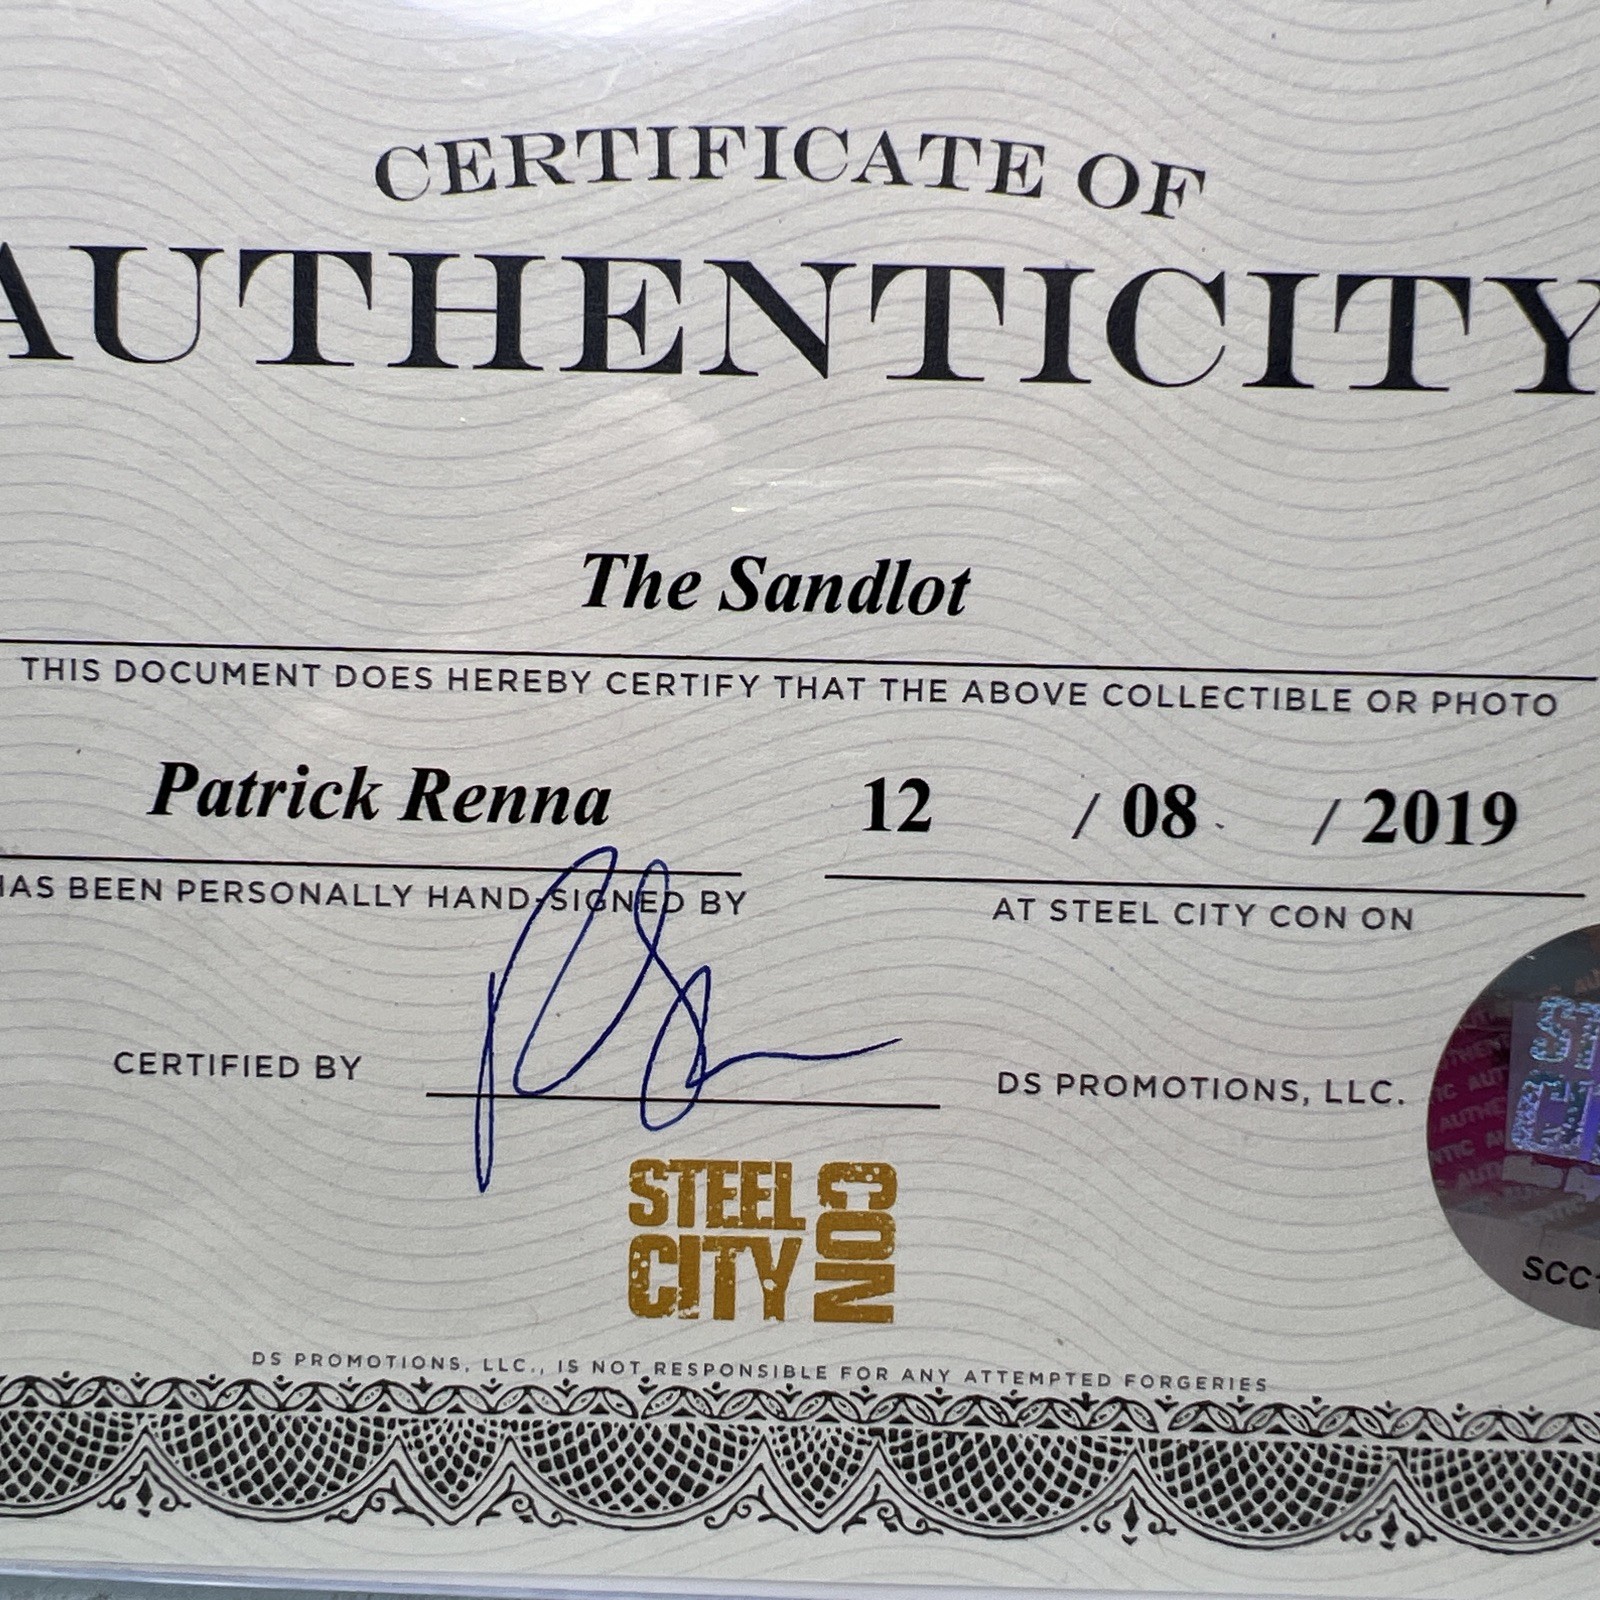 CERTIFICATE OF
AUTHENTICITY
The Sandlot
THIS DOCUMENT DOES HEREBY CERTIFY THAT THE ABOVE COLLECTIBLE OR PHOTO
Patrick Renna 12 / 08 / 2019
HAS BEEN PERSONALLY HAND-SIGNED BY AT STEEL CITY CON ON
CERTIFIED BY DS PROMOTIONS, LLC.
STEEL
CITY
CON
SCC
DS PROMOTIONS, LLC., IS NOT RESPONSIBLE FOR ANY ATTEMPTED FORGERIES